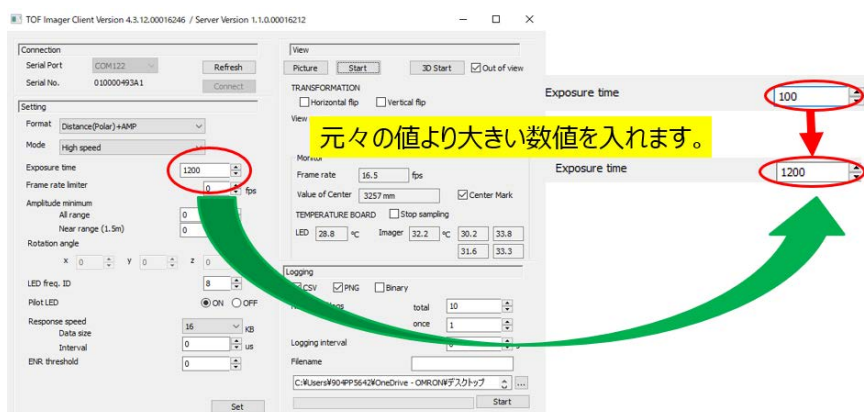 TOF Imager Client Version 4.3.12.00016246 / Server Version 1.1.0.00016212
Connection
Serial Port COM122 Refresh
Serial No. 010000493A1 Connect
Setting
Format Distance(Polar)+AMP
Mode High speed
Exposure time 1200
Frame rate limiter 0 fps
Amplitude minimum
All range 0
Near range (1.5m) 0
Rotation angle
x 0 y 0 z 0
LED freq. ID 8
Pilot LED ON OFF
Response speed
Data size 16 KB
Interval 0 us
ENR threshold 0
Set
View
Picture Start 3D Start Out of view
TRANSFORMATION
Horizontal flip Vertical flip
View
元々の値より大きい数値を入れます。
Monitor
Frame rate 16.5 fps
Value of Center 3257 mm Center Mark
TEMPERATURE BOARD Stop sampling
LED 28.8 ℃ Imager 32.2 ℃ 30.2 33.8
31.6 33.3
Logging
CSV PNG Binary
total 10
once 1
Logging interval 0
Filename
C:¥Users¥904PP5642¥OneDrive - OMRON¥デスクトップ ...
Start
Exposure time 100
Exposure time 1200